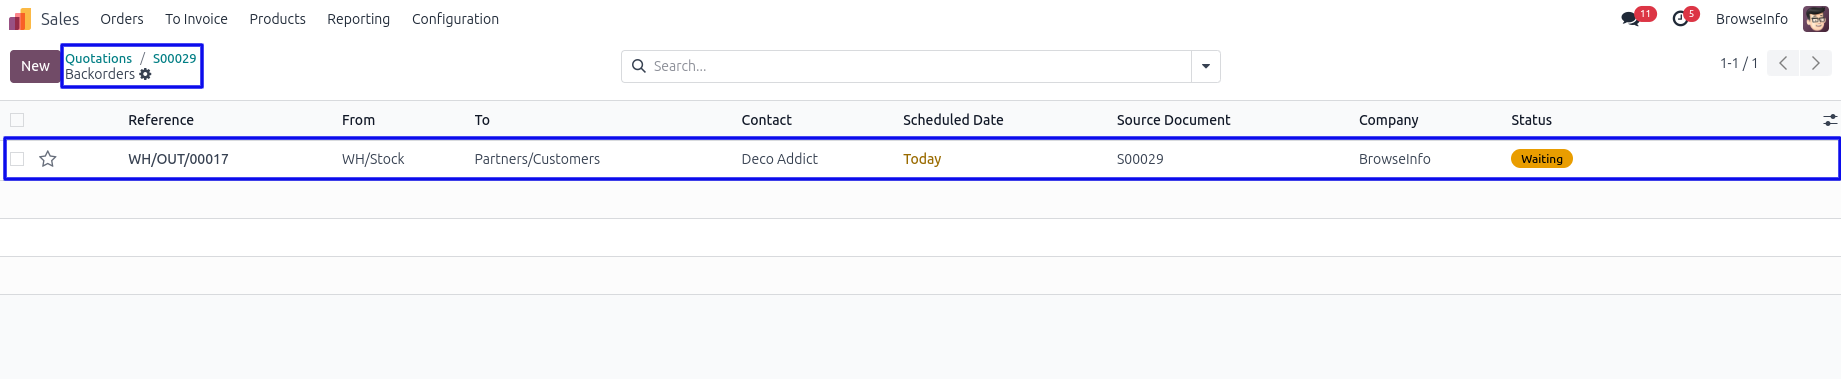 Sales Orders To Invoice Products Reporting Configuration 11 5 BrowseInfo
New Quotations / S00029
Backorders
Search...
1-1 / 1
Reference From To Contact Scheduled Date Source Document Company Status
WH/OUT/00017 WH/Stock Partners/Customers Deco Addict Today S00029 BrowseInfo Waiting